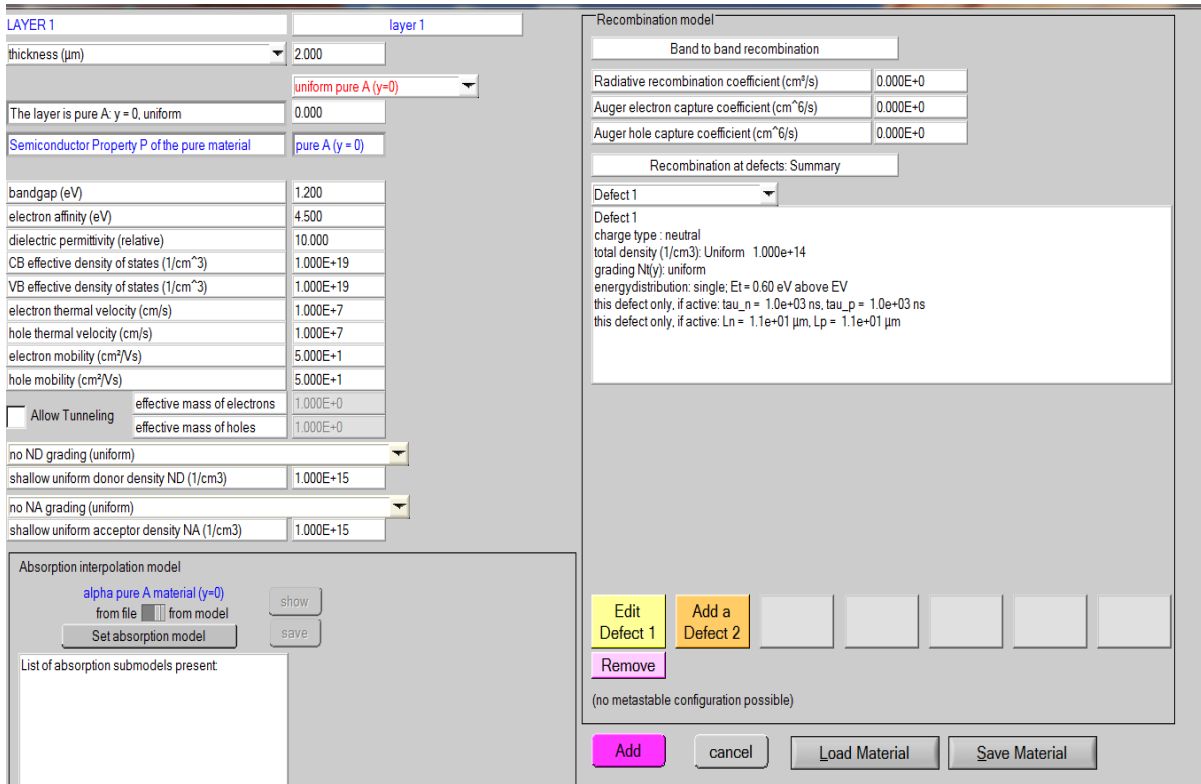 LAYER 1
layer 1
thickness (µm)
2.000
uniform pure A (y=0)
The layer is pure A: y = 0, uniform
0.000
Semiconductor Property P of the pure material
pure A (y = 0)
bandgap (eV)
1.200
electron affinity (eV)
4.500
dielectric permittivity (relative)
10.000
CB effective density of states (1/cm^3)
1.000E+19
VB effective density of states (1/cm^3)
1.000E+19
electron thermal velocity (cm/s)
1.000E+7
hole thermal velocity (cm/s)
1.000E+7
electron mobility (cm²/Vs)
5.000E+1
hole mobility (cm²/Vs)
5.000E+1
Allow Tunneling
effective mass of electrons
1.000E+0
effective mass of holes
1.000E+0
no ND grading (uniform)
shallow uniform donor density ND (1/cm3)
1.000E+15
no NA grading (uniform)
shallow uniform acceptor density NA (1/cm3)
1.000E+15
Absorption interpolation model
alpha pure A material (y=0)
from file
from model
show
Set absorption model
save
List of absorption submodels present:
Recombination model
Band to band recombination
Radiative recombination coefficient (cm³/s)
0.000E+0
Auger electron capture coefficient (cm^6/s)
0.000E+0
Auger hole capture coefficient (cm^6/s)
0.000E+0
Recombination at defects: Summary
Defect 1
Defect 1
charge type : neutral
total density (1/cm3): Uniform 1.000e+14
grading Nt(y): uniform
energydistribution: single; Et = 0.60 eV above EV
this defect only, if active: tau_n = 1.0e+03 ns, tau_p = 1.0e+03 ns
this defect only, if active: Ln = 1.1e+01 µm, Lp = 1.1e+01 µm
Edit
Defect 1
Add a
Defect 2
Remove
(no metastable configuration possible)
Add
cancel
Load Material
Save Material